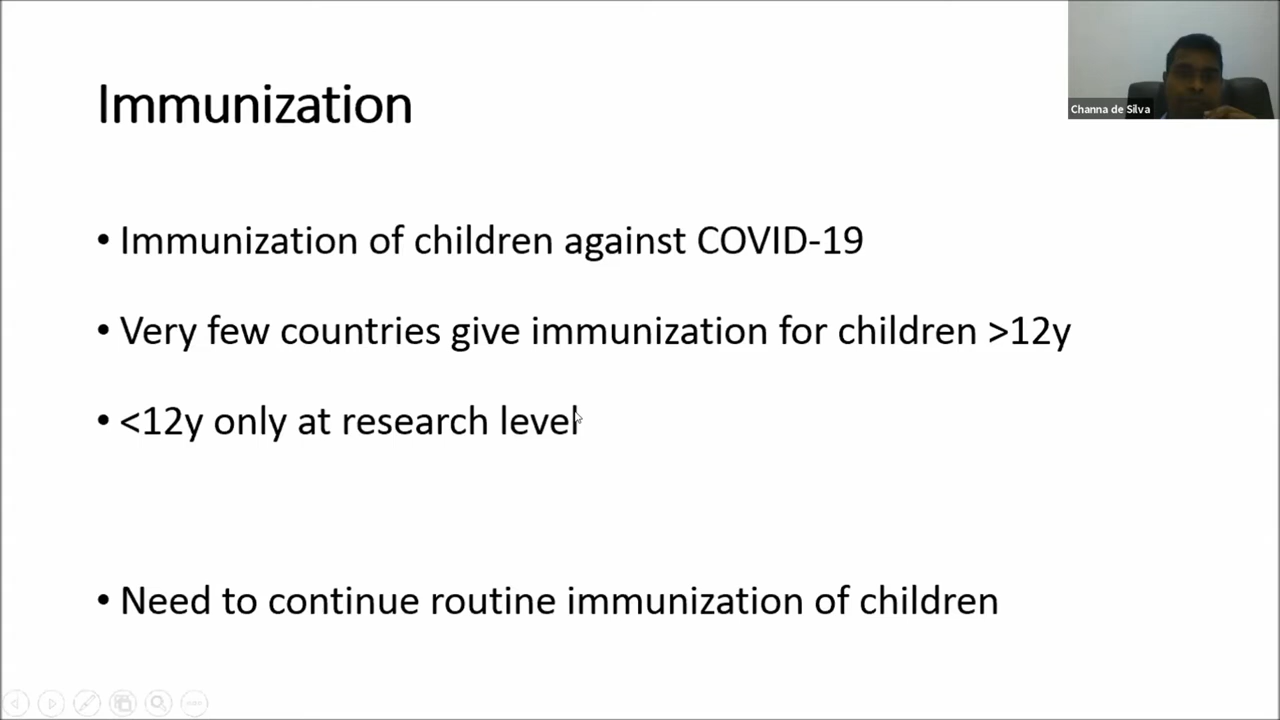 Immunization
Channa de Silva
• Immunization of children against COVID-19
• Very few countries give immunization for children >12y
• <12y only at research level
• Need to continue routine immunization of children